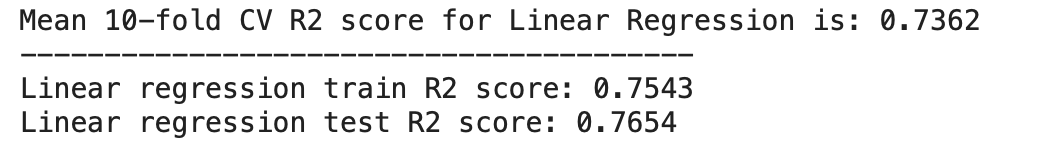 Mean 10-fold CV R2 score for Linear Regression is: 0.7362
----------------------------------------
Linear regression train R2 score: 0.7543
Linear regression test R2 score: 0.7654